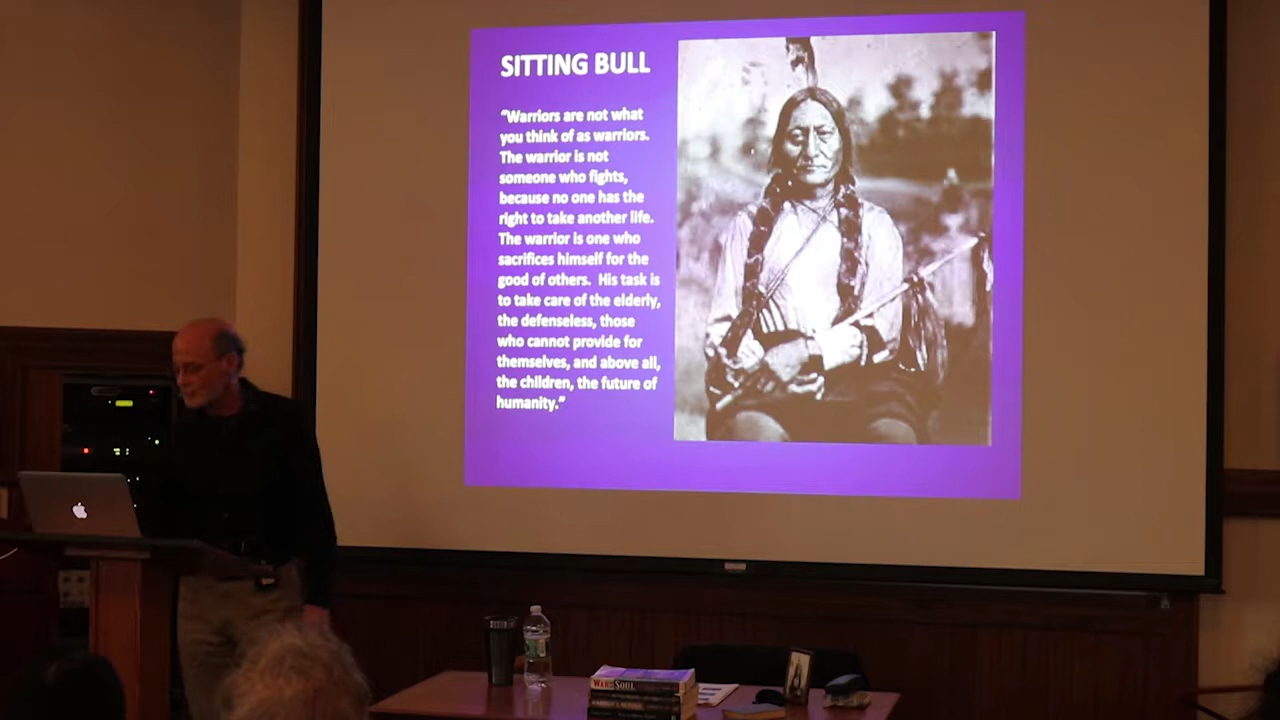 SITTING BULL
“Warriors are not what
you think of as warriors.
The warrior is not
someone who fights,
because no one has the
right to take another life.
The warrior is one who
sacrifices himself for the
good of others. His task is
to take care of the elderly,
the defenseless, those
who cannot provide for
themselves, and above all,
the children, the future of
humanity.”
WAR SOUL